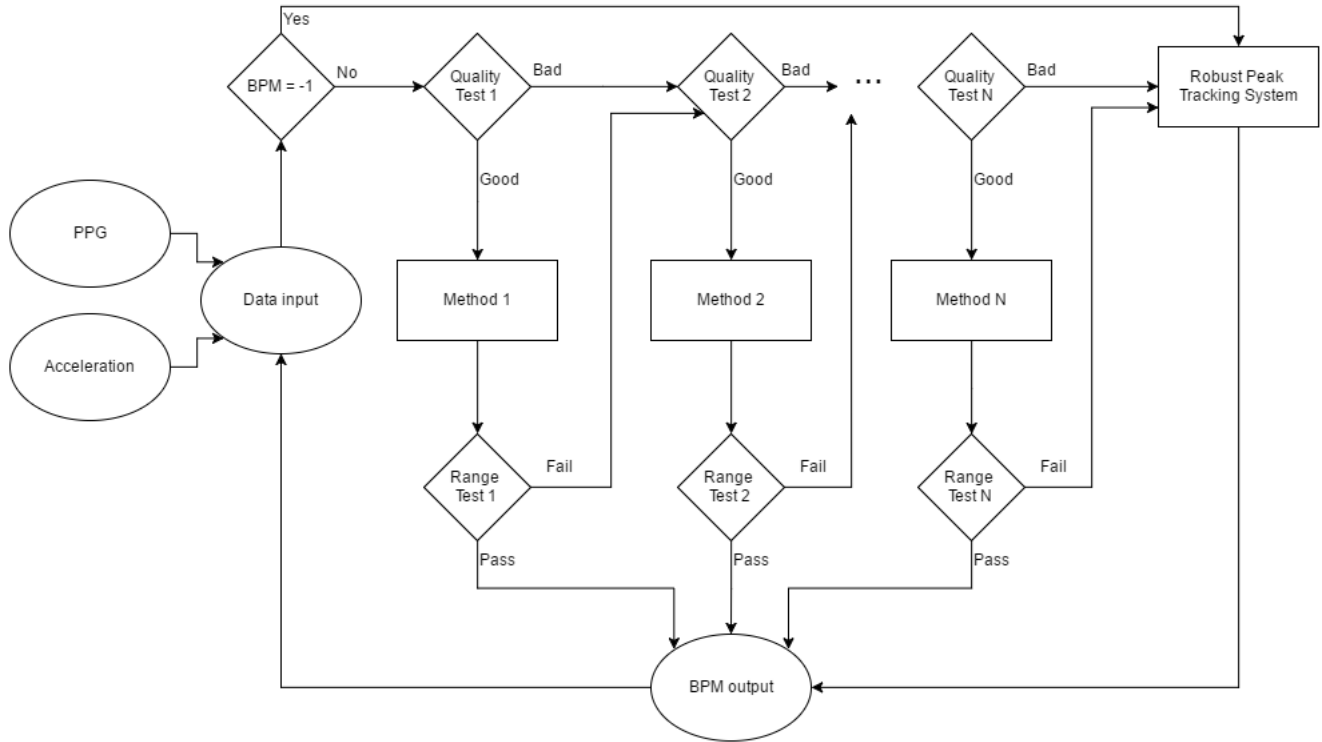 Yes
BPM = -1
No
Quality
Test 1
Bad
Quality
Test 2
Bad
...
Quality
Test N
Bad
Robust Peak
Tracking System
Good
Good
Good
PPG
Data input
Acceleration
Method 1
Method 2
Method N
Range
Test 1
Fail
Range
Test 2
Fail
Range
Test N
Fail
Pass
Pass
Pass
BPM output